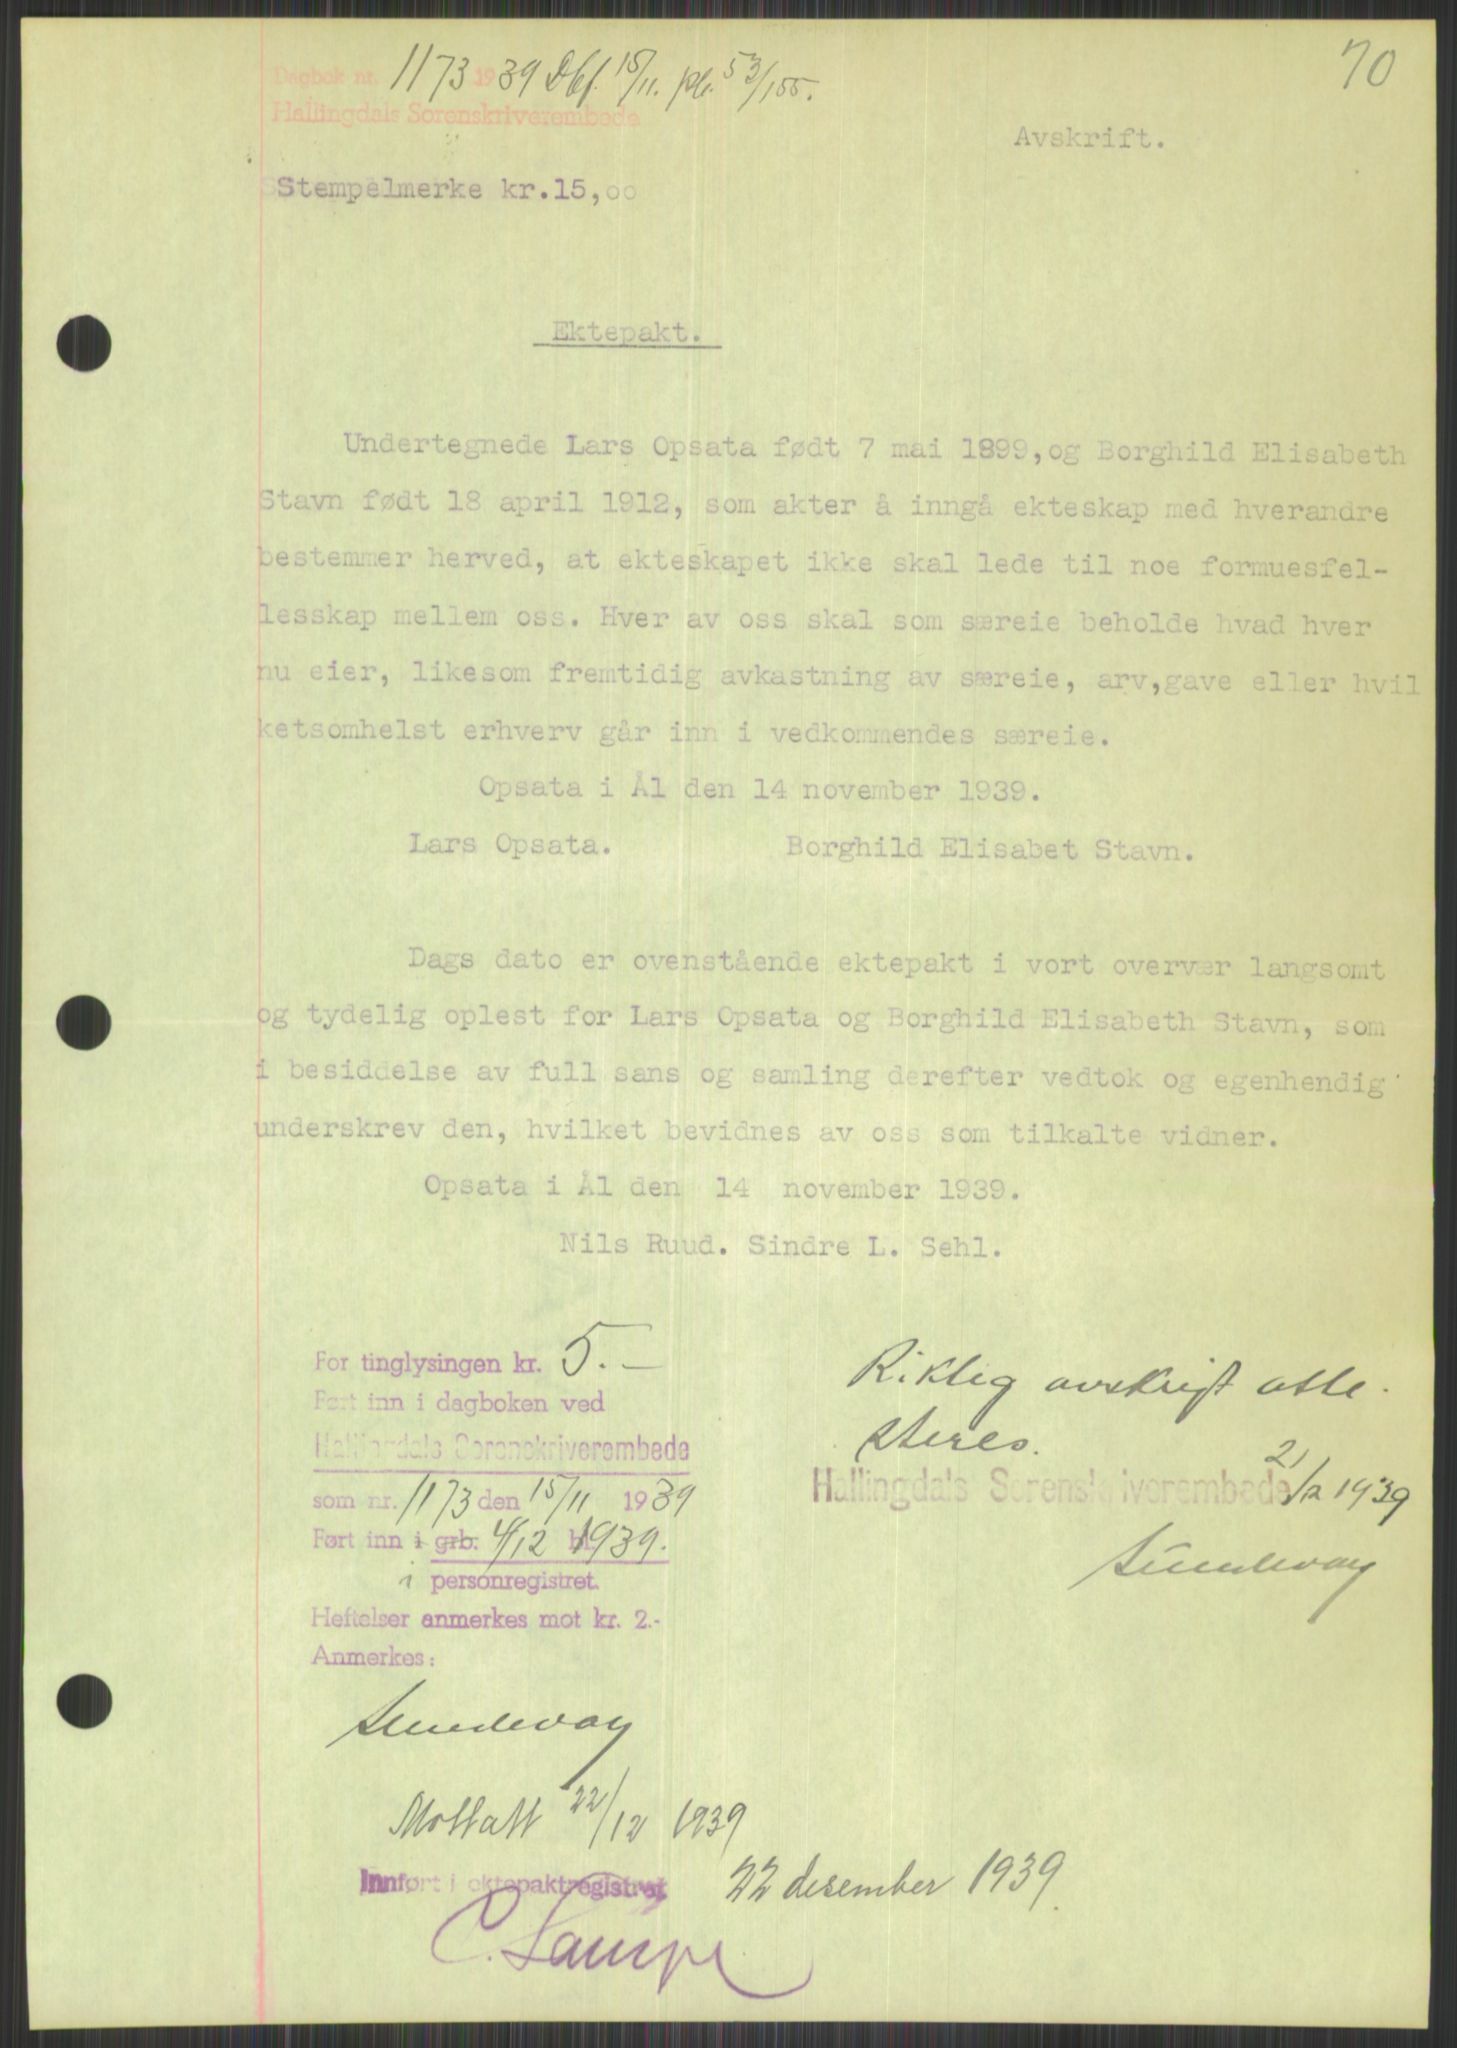 70
Dagbok nr. 1173 1939 Dbf. 15/11. pb. 53/155.
Hallingdals Sorenskriverembede
Avskrift.
Stempelmerke kr.15,oo
Ektepakt.
Undertegnede Lars Opsata født 7 mai 1899,og Borghild Elisabeth
Stavn født 18 april 1912, som akter å inngå ekteskap med hverandre
bestemmer herved, at ekteskapet ikke skal lede til noe formuesfel-
lesskap mellem oss. Hver av oss skal som særeie beholde hvad hver
nu eier, likesom fremtidig avkastning av særeie, arv,gave eller hvil
ketsomhelst erhverv går inn i vedkommendes særeie.
Opsata i Ål den 14 november 1939.
Lars Opsata. Borghild Elisabet Stavn.
Dags dato er ovenstående ektepakt i vort overvær langsomt
og tydelig oplest for Lars Opsata og Borghild Elisabeth Stavn, som
i besiddelse av full sans og samling derefter vedtok og egenhendig
underskrev den, hvilket bevidnes av oss som tilkalte vidner.
Opsata i Ål den 14 november 1939.
Nils Ruud. Sindre L. Sehl.
For tinglysingen kr. 5.-
Ført inn i dagboken ved
Hallingdals Sorenskriverembede
som nr. 1173 den 15/11 1939
Ført inn i grb. 4/12 bl. 1939.
i personregistret.
Heftelser anmerkes mot kr. 2.-
Anmerkes:
Riktig avskrift atte-
steres.
Hallingdals Sorenskriverembede 21/12 1939
Mottatt 22/12 1939
Innført i ektepaktregistret 22 desember 1939.